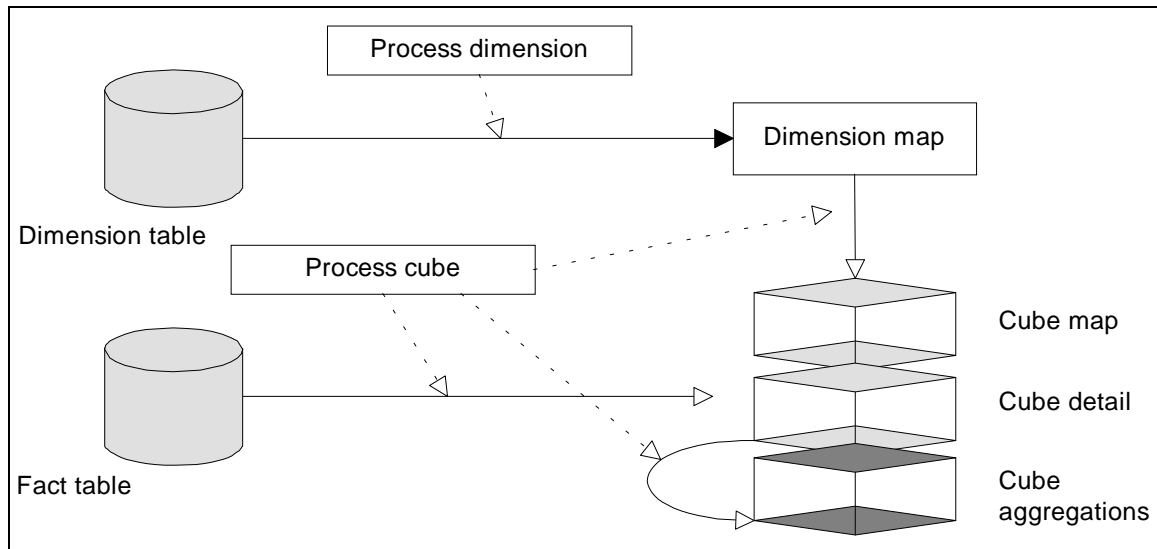 Process dimension
Dimension map
Dimension table
Process cube
Cube map
Cube detail
Fact table
Cube
aggregations